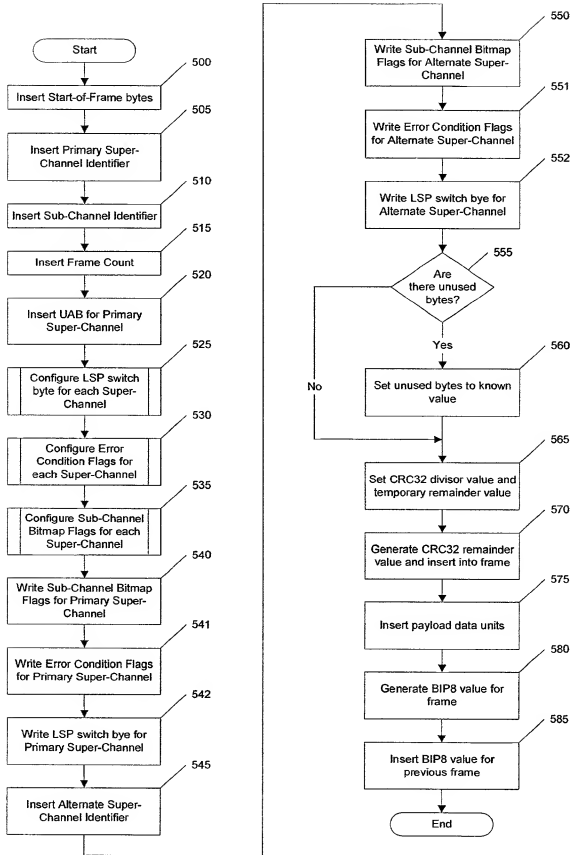 Start
500
Insert Start-of-Frame bytes
505
Insert Primary Super-
Channel Identifier
510
Insert Sub-Channel Identifier
515
Insert Frame Count
520
Insert UAB for Primary
Super-Channel
525
Configure LSP switch
byte for each Super-
Channel
530
Configure Error
Condition Flags for
each Super-Channel
535
Configure Sub-Channel
Bitmap Flags for each
Super-Channel
540
Write Sub-Channel Bitmap
Flags for Primary Super-
Channel
541
Write Error Condition Flags
for Primary Super-Channel
542
Write LSP switch bye for
Primary Super-Channel
545
Insert Alternate Super-
Channel Identifier
550
Write Sub-Channel Bitmap
Flags for Alternate Super-
Channel
551
Write Error Condition Flags
for Alternate Super-Channel
552
Write LSP switch bye for
Alternate Super-Channel
555
Are
there unused
bytes?
Yes
No
560
Set unused bytes to known
value
565
Set CRC32 divisor value and
temporary remainder value
570
Generate CRC32 remainder
value and insert into frame
575
Insert payload data units
580
Generate BIP8 value for
frame
585
Insert BIP8 value for
previous frame
End